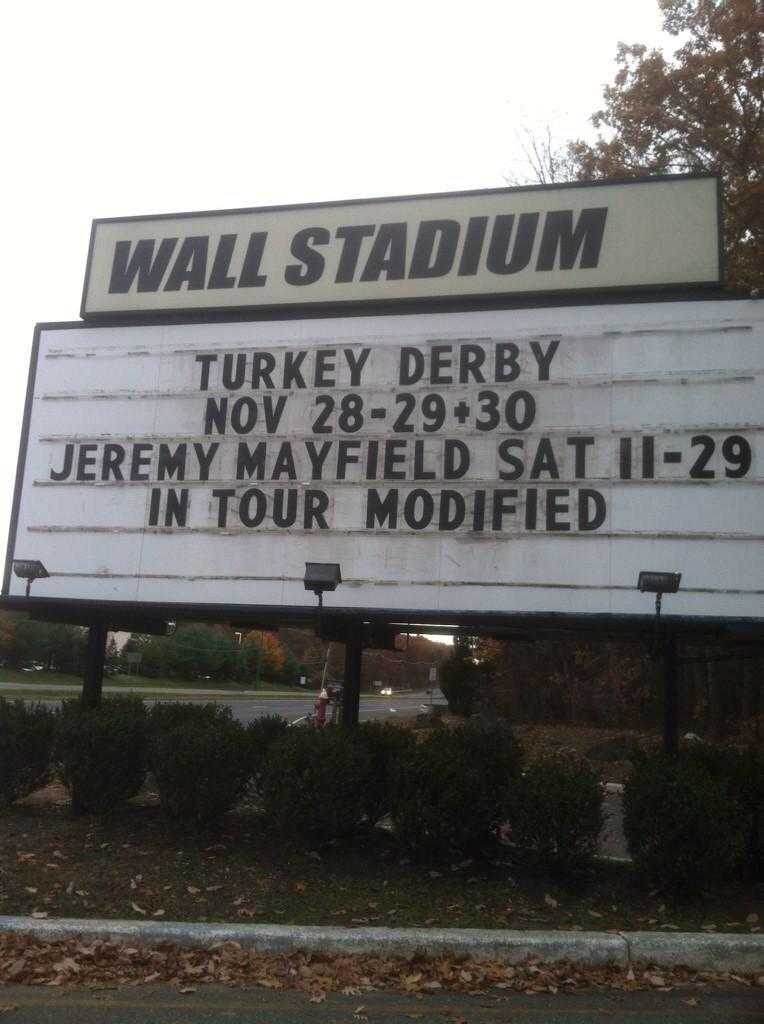 WALL STADIUM
TURKEY DERBY
NOV 28-29+30
JEREMY MAYFIELD SAT 11-29
IN TOUR MODIFIED